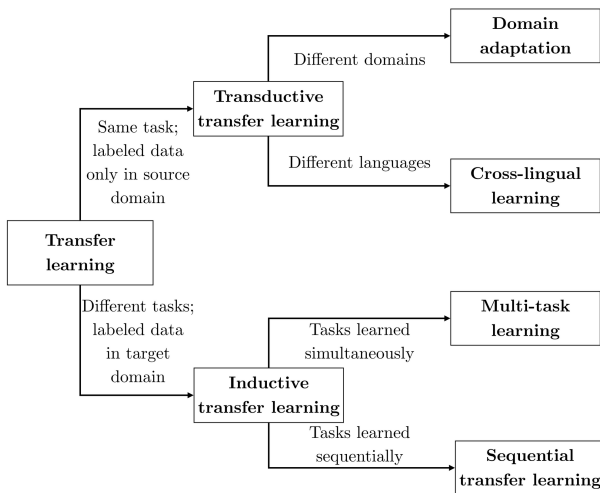 Domain
adaptation
Different domains
Transductive
transfer learning
Same task;
labeled data
only in source
domain
Different languages
Cross-lingual
learning
Transfer
learning
Different tasks;
labeled data
in target
domain
Multi-task
learning
Tasks learned
simultaneously
Inductive
transfer learning
Tasks learned
sequentially
Sequential
transfer learning